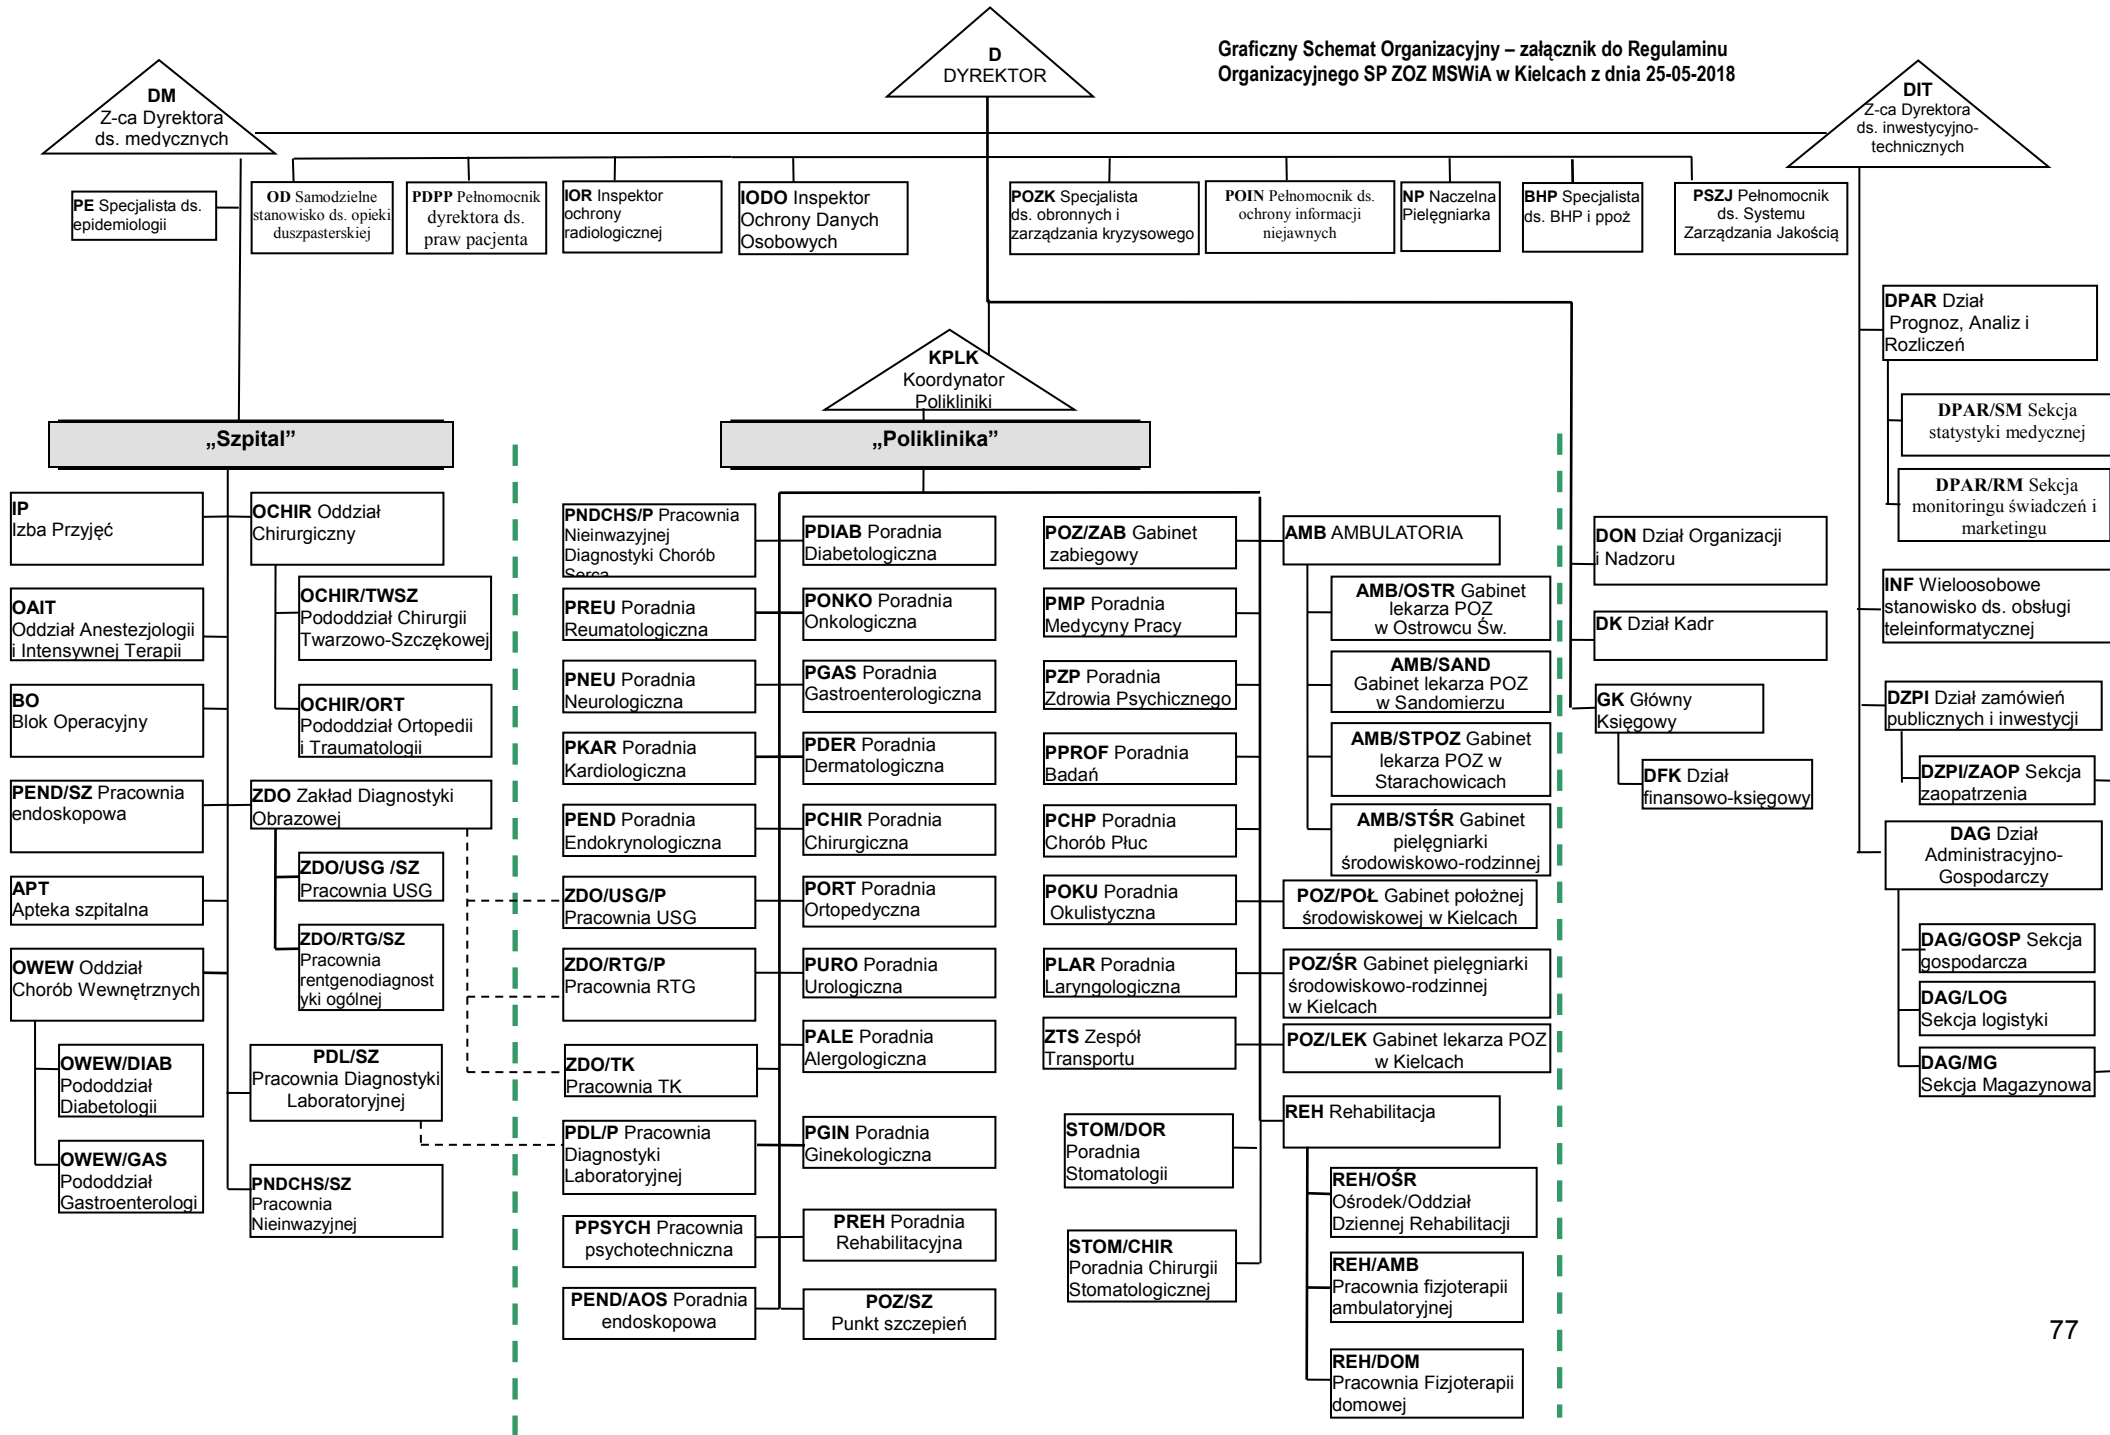 D
DYREKTOR
Graficzny Schemat Organizacyjny – załącznik do Regulaminu
Organizacyjnego SP ZOZ MSWiA w Kielcach z dnia 25-05-2018
DM
Z-ca Dyrektora
ds. medycznych
DIT
Z-ca Dyrektora
ds. inwestycyjno-
technicznych
PE Specjalista ds.
epidemiologii
OD Samodzielne
stanowisko ds. opieki
duszpasterskiej
PDPP Pełnomocnik
dyrektora ds.
praw pacjenta
IOR Inspektor
ochrony
radiologicznej
IODO Inspektor
Ochrony Danych
Osobowych
POZK Specjalista
ds. obronnych i
zarządzania kryzysowego
POIN Pełnomocnik ds.
ochrony informacji
niejawnych
NP Naczelna
Pielęgniarka
BHP Specjalista
ds. BHP i ppoż
PSZJ Pełnomocnik
ds. Systemu
Zarządzania Jakością
KPLK
Koordynator
Polikliniki
„Szpital”
„Poliklinika”
IP
Izba Przyjęć
OAIT
Oddział Anestezjologii
i Intensywnej Terapii
BO
Blok Operacyjny
PEND/SZ Pracownia
endoskopowa
APT
Apteka szpitalna
OWEW Oddział
Chorób Wewnętrznych
OWEW/DIAB
Pododdział
Diabetologii
OWEW/GAS
Pododdział
Gastroenterologi
OCHIR Oddział
Chirurgiczny
OCHIR/TWSZ
Pododdział Chirurgii
Twarzowo-Szczękowej
OCHIR/ORT
Pododdział Ortopedii
i Traumatologii
ZDO Zakład Diagnostyki
Obrazowej
ZDO/USG /SZ
Pracownia USG
ZDO/RTG/SZ
Pracownia
rentgenodiagnost
yki ogólnej
PDL/SZ
Pracownia Diagnostyki
Laboratoryjnej
PNDCHS/SZ
Pracownia
Nieinwazyjnej
PNDCHS/P Pracownia
Nieinwazyjnej
Diagnostyki Chorób
Serca
PREU Poradnia
Reumatologiczna
PNEU Poradnia
Neurologiczna
PKAR Poradnia
Kardiologiczna
PEND Poradnia
Endokrynologiczna
ZDO/USG/P
Pracownia USG
ZDO/RTG/P
Pracownia RTG
ZDO/TK
Pracownia TK
PDL/P Pracownia
Diagnostyki
Laboratoryjnej
PPSYCH Pracownia
psychotechniczna
PEND/AOS Poradnia
endoskopowa
PDIAB Poradnia
Diabetologiczna
PONKO Poradnia
Onkologiczna
PGAS Poradnia
Gastroenterologiczna
PDER Poradnia
Dermatologiczna
PCHIR Poradnia
Chirurgiczna
PORT Poradnia
Ortopedyczna
PURO Poradnia
Urologiczna
PALE Poradnia
Alergologiczna
PGIN Poradnia
Ginekologiczna
PREH Poradnia
Rehabilitacyjna
POZ/SZ
Punkt szczepień
POZ/ZAB Gabinet
zabiegowy
PMP Poradnia
Medycyny Pracy
PZP Poradnia
Zdrowia Psychicznego
PPROF Poradnia
Badań
PCHP Poradnia
Chorób Płuc
POKU Poradnia
Okulistyczna
PLAR Poradnia
Laryngologiczna
ZTS Zespół
Transportu
STOM/DOR
Poradnia
Stomatologii
STOM/CHIR
Poradnia Chirurgii
Stomatologicznej
AMB AMBULATORIA
AMB/OSTR Gabinet
lekarza POZ
w Ostrowcu Św.
AMB/SAND
Gabinet lekarza POZ
w Sandomierzu
AMB/STPOZ Gabinet
lekarza POZ w
Starachowicach
AMB/STŚR Gabinet
pielęgniarki
środowiskowo-rodzinnej
POZ/POŁ Gabinet położnej
środowiskowej w Kielcach
POZ/ŚR Gabinet pielęgniarki
środowiskowo-rodzinnej
w Kielcach
POZ/LEK Gabinet lekarza POZ
w Kielcach
REH Rehabilitacja
REH/OŚR
Ośrodek/Oddział
Dziennej Rehabilitacji
REH/AMB
Pracownia fizjoterapii
ambulatoryjnej
REH/DOM
Pracownia Fizjoterapii
domowej
DON Dział Organizacji
i Nadzoru
DK Dział Kadr
GK Główny
Księgowy
DFK Dział
finansowo-księgowy
DPAR Dział
Prognoz, Analiz i
Rozliczeń
DPAR/SM Sekcja
statystyki medycznej
DPAR/RM Sekcja
monitoringu świadczeń i
marketingu
INF Wieloosobowe
stanowisko ds. obsługi
teleinformatycznej
DZPI Dział zamówień
publicznych i inwestycji
DZPI/ZAOP Sekcja
zaopatrzenia
DAG Dział
Administracyjno-
Gospodarczy
DAG/GOSP Sekcja
gospodarcza
DAG/LOG
Sekcja logistyki
DAG/MG
Sekcja Magazynowa
77